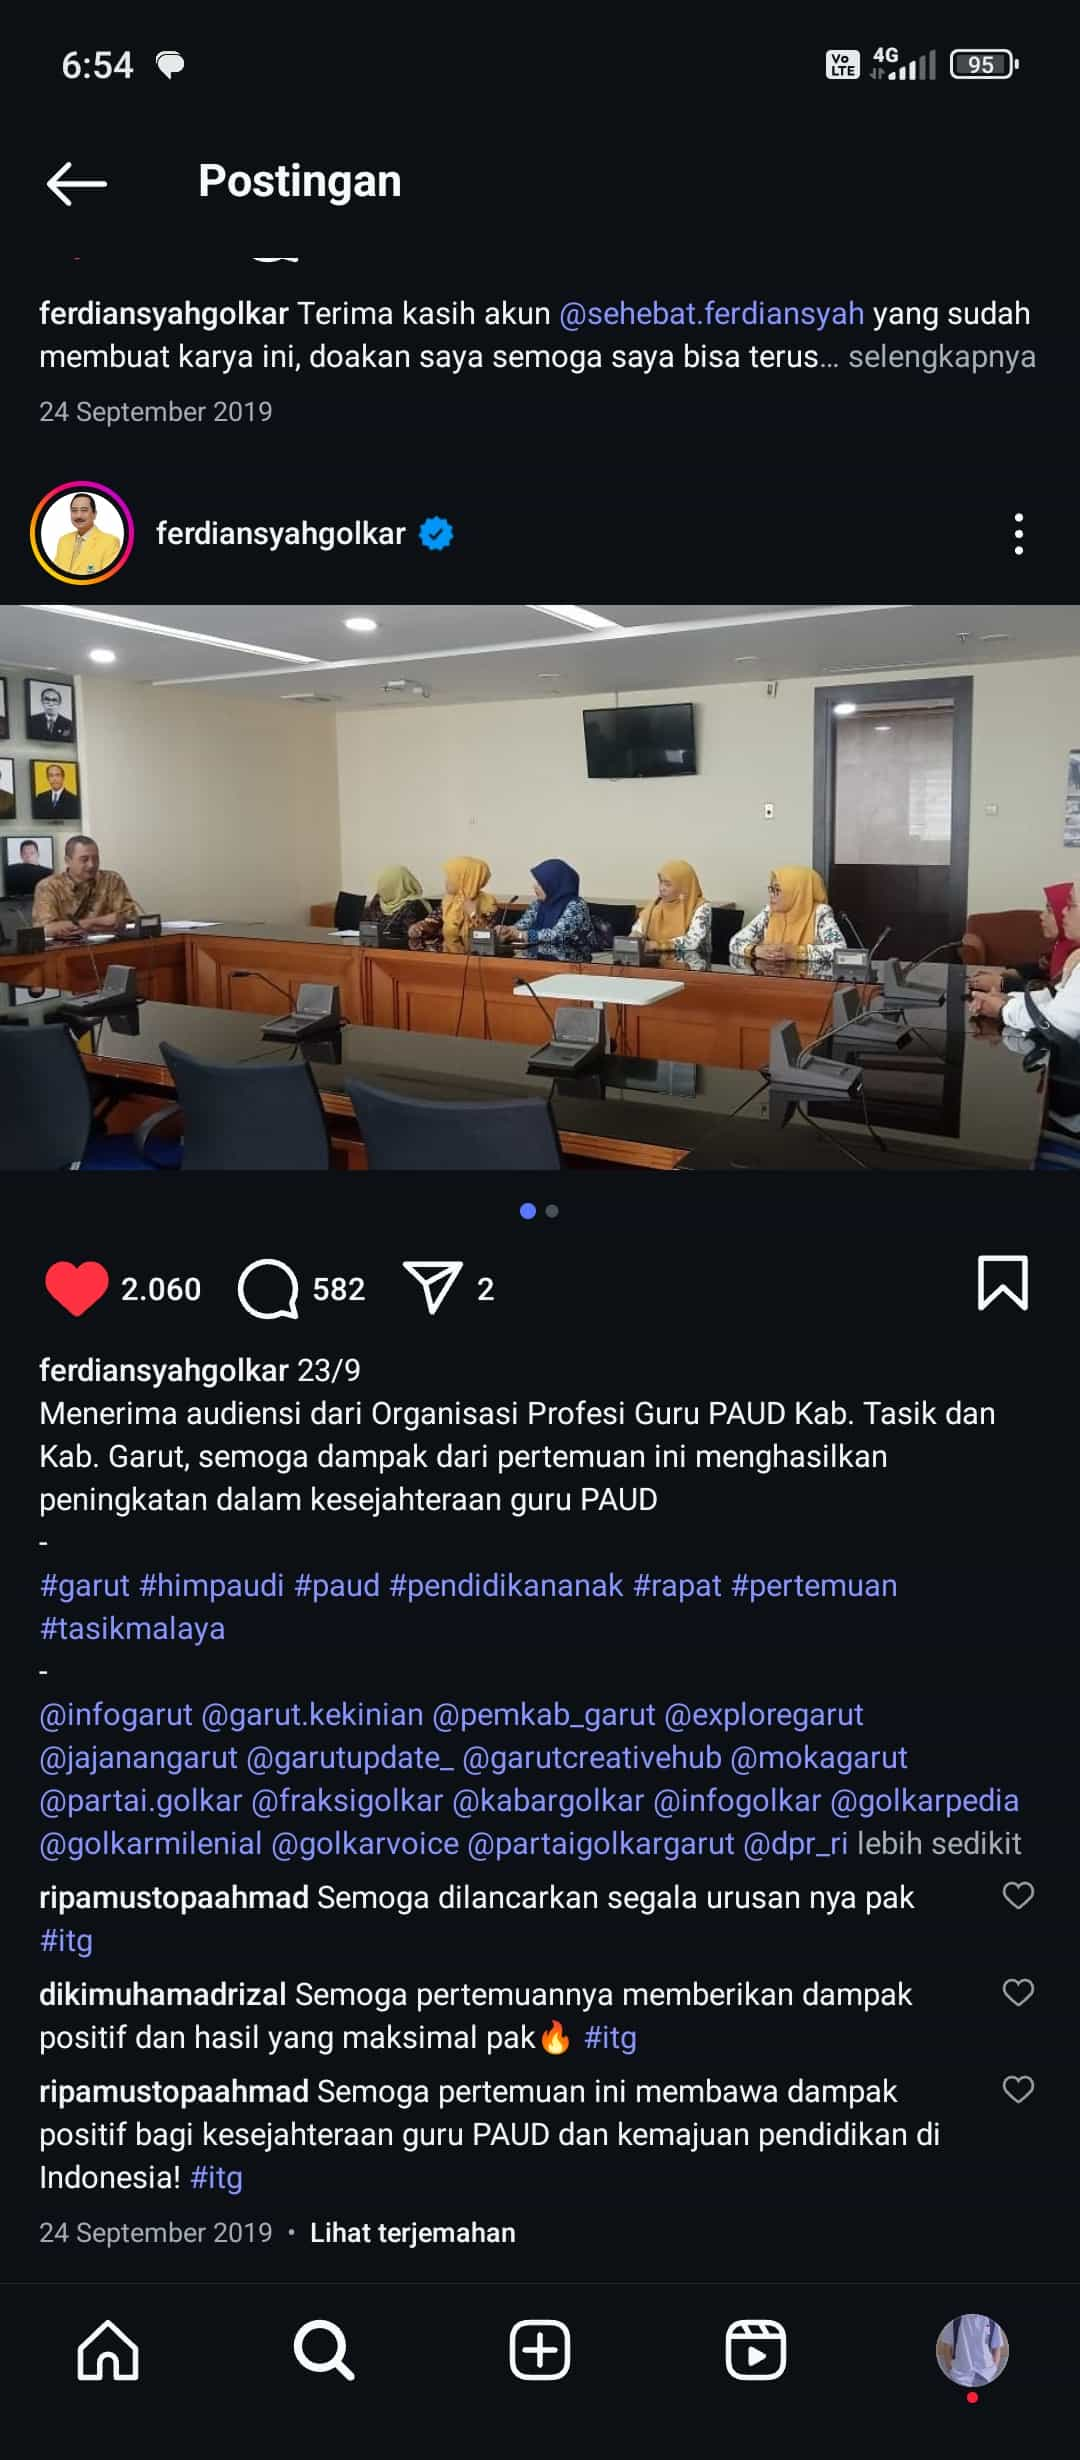 6:54
Vo LTE
4G
95
Postingan
ferdiansyahgolkar Terima kasih akun @sehebat.ferdiansyah yang sudah
membuat karya ini, doakan saya semoga saya bisa terus... selengkapnya
24 September 2019
ferdiansyahgolkar
2.060
582
2
ferdiansyahgolkar 23/9
Menerima audiensi dari Organisasi Profesi Guru PAUD Kab. Tasik dan
Kab. Garut, semoga dampak dari pertemuan ini menghasilkan
peningkatan dalam kesejahteraan guru PAUD
-
#garut #himpaudi #paud #pendidikananak #rapat #pertemuan
#tasikmalaya
-
@infogarut @garut.kekinian @pemkab_garut @exploregarut
@jajanangarut @garutupdate_ @garutcreativehub @mokagarut
@partai.golkar @fraksigolkar @kabargolkar @infogolkar @golkarpedia
@golkarmilenial @golkarvoice @partaigolkargarut @dpr_ri lebih sedikit
ripamustopaahmad Semoga dilancarkan segala urusan nya pak
#itg
dikimuhamadrizal Semoga pertemuannya memberikan dampak
positif dan hasil yang maksimal pak🔥 #itg
ripamustopaahmad Semoga pertemuan ini membawa dampak
positif bagi kesejahteraan guru PAUD dan kemajuan pendidikan di
Indonesia! #itg
24 September 2019 • Lihat terjemahan